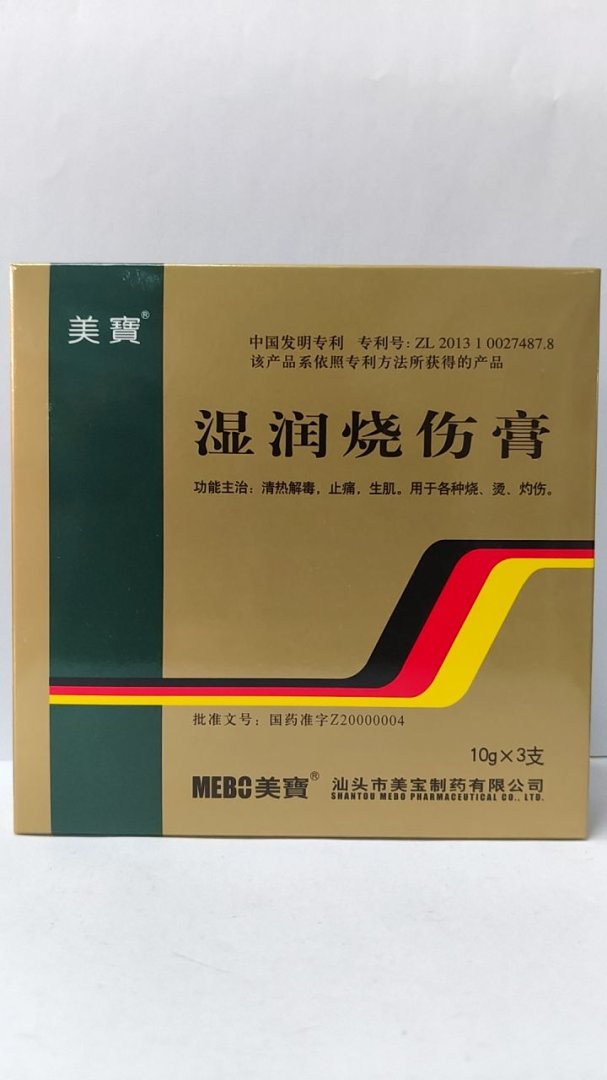 美寶®
中国发明专利 专利号：ZL 2013 1 0027487.8
该产品系依照专利方法所获得的产品
湿润烧伤膏
功能主治：清热解毒，止痛，生肌。用于各种烧、烫、灼伤。
批准文号：国药准字Z20000004
10g×3支
MEBO美寶® 汕头市美宝制药有限公司
SHANTOU MEBO PHARMACEUTICAL CO., LTD.